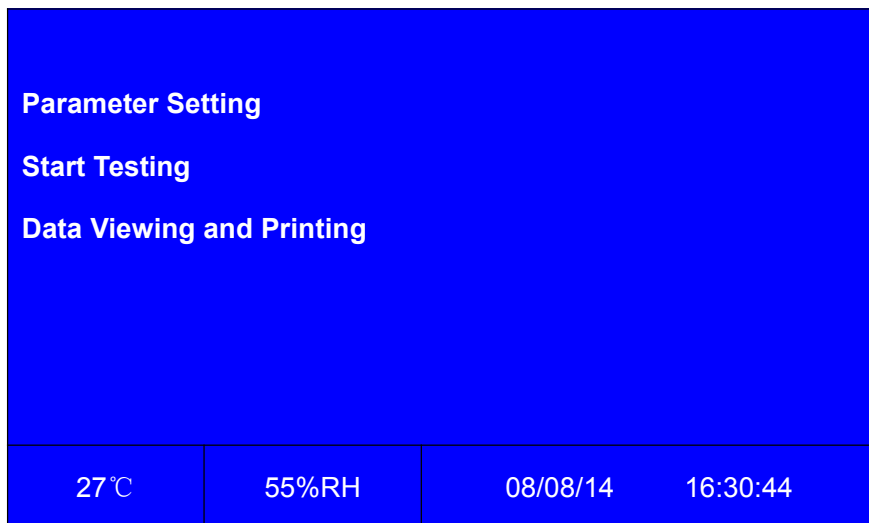 Parameter Setting
Start Testing
Data Viewing and Printing
27℃ 55%RH 08/08/14 16:30:44